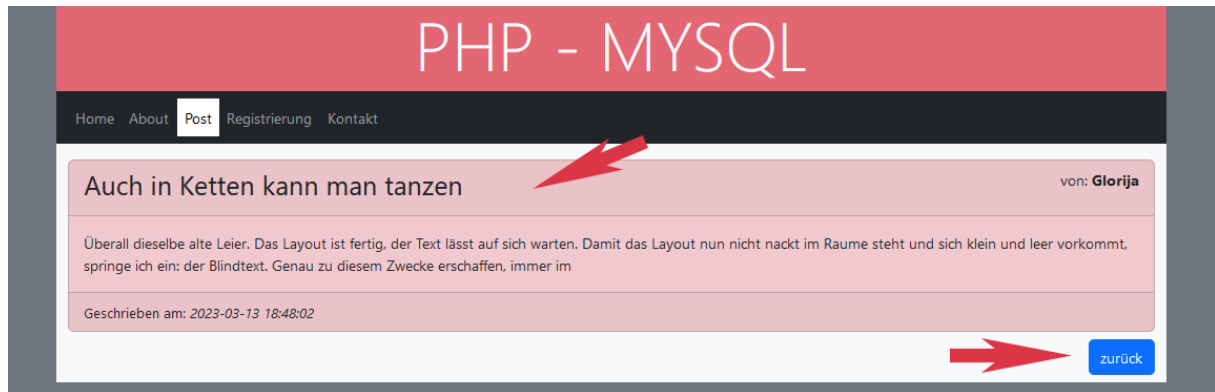 PHP - MYSQL
Home About Post Registrierung Kontakt
Auch in Ketten kann man tanzen
von: Glorija
Überall dieselbe alte Leier. Das Layout ist fertig, der Text lässt auf sich warten. Damit das Layout nun nicht nackt im Raume steht und sich klein und leer vorkommt,
springe ich ein: der Blindtext. Genau zu diesem Zwecke erschaffen, immer im
Geschrieben am: 2023-03-13 18:48:02
zurück